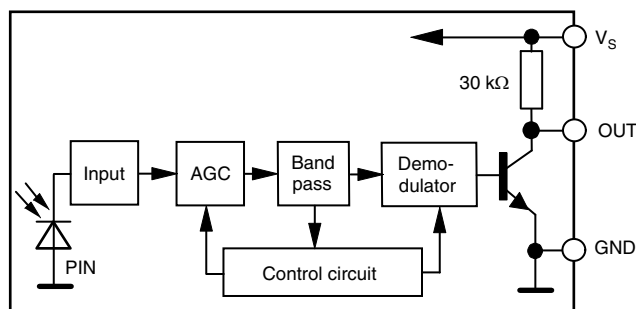 V_S
30 kΩ
OUT
Input
AGC
Band
pass
Demo-
dulator
PIN
Control circuit
GND